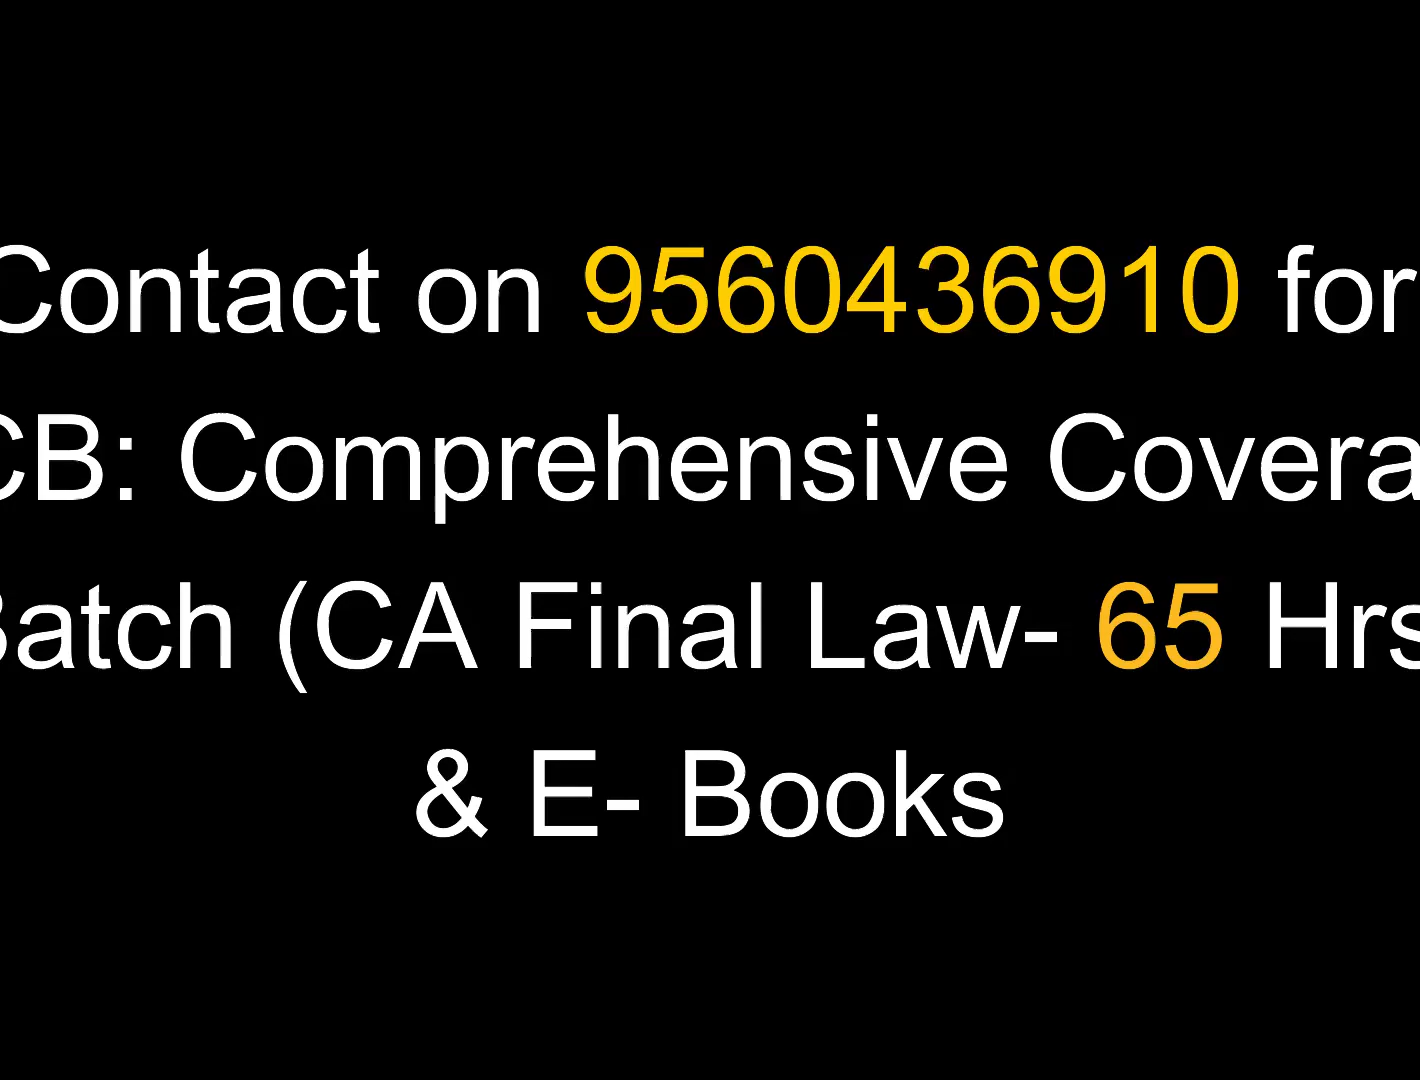 Contact on 9560436910 for
CB: Comprehensive Covera
Batch (CA Final Law- 65 Hrs
& E- Books